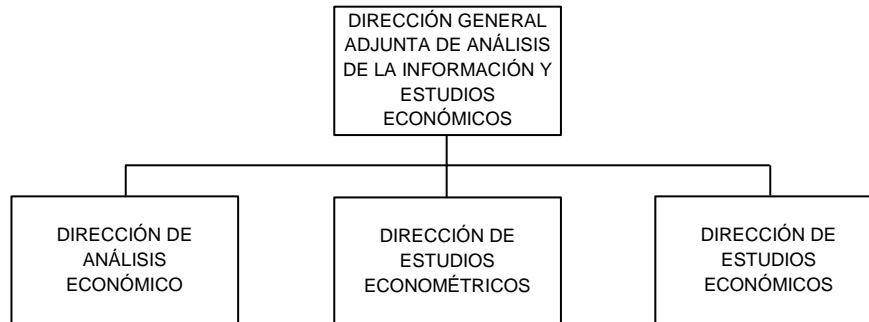 DIRECCIÓN GENERAL
ADJUNTA DE ANÁLISIS
DE LA INFORMACIÓN Y
ESTUDIOS
ECONÓMICOS
DIRECCIÓN DE
ANÁLISIS
ECONÓMICO
DIRECCIÓN DE
ESTUDIOS
ECONOMÉTRICOS
DIRECCIÓN DE
ESTUDIOS
ECONÓMICOS